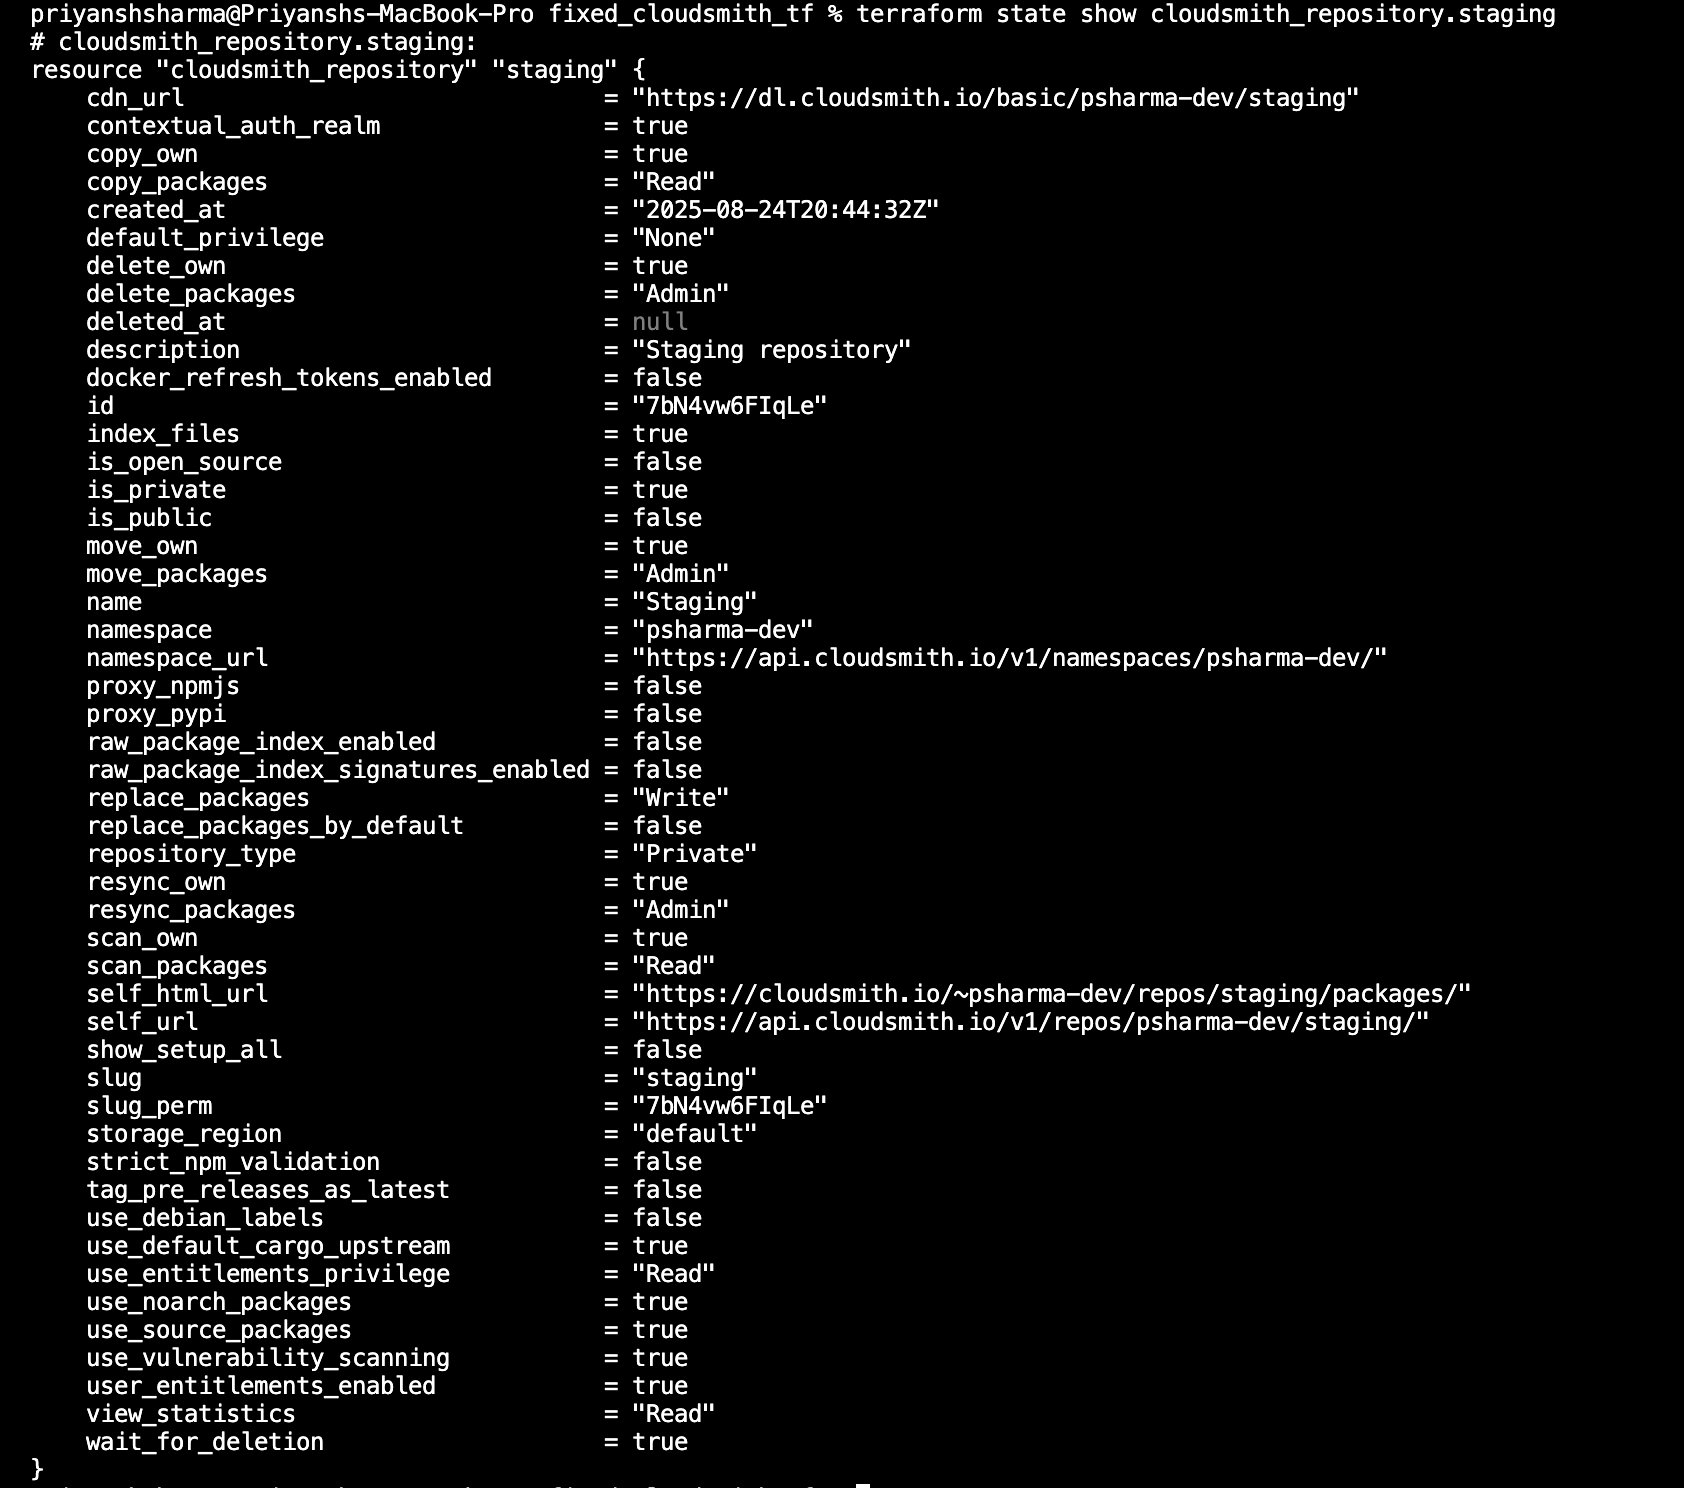 priyanshsharma@Priyanshs-MacBook-Pro fixed_cloudsmith_tf % terraform state show cloudsmith_repository.staging
# cloudsmith_repository.staging:
resource "cloudsmith_repository" "staging" {
    cdn_url                             = "https://dl.cloudsmith.io/basic/psharma-dev/staging"
    contextual_auth_realm               = true
    copy_own                            = true
    copy_packages                       = "Read"
    created_at                          = "2025-08-24T20:44:32Z"
    default_privilege                   = "None"
    delete_own                          = true
    delete_packages                     = "Admin"
    deleted_at                          = null
    description                         = "Staging repository"
    docker_refresh_tokens_enabled       = false
    id                                  = "7bN4vw6FIqLe"
    index_files                         = true
    is_open_source                      = false
    is_private                          = true
    is_public                           = false
    move_own                            = true
    move_packages                       = "Admin"
    name                                = "Staging"
    namespace                           = "psharma-dev"
    namespace_url                       = "https://api.cloudsmith.io/v1/namespaces/psharma-dev/"
    proxy_npmjs                         = false
    proxy_pypi                          = false
    raw_package_index_enabled           = false
    raw_package_index_signatures_enabled = false
    replace_packages                    = "Write"
    replace_packages_by_default         = false
    repository_type                     = "Private"
    resync_own                          = true
    resync_packages                     = "Admin"
    scan_own                            = true
    scan_packages                       = "Read"
    self_html_url                       = "https://cloudsmith.io/~psharma-dev/repos/staging/packages/"
    self_url                            = "https://api.cloudsmith.io/v1/repos/psharma-dev/staging/"
    show_setup_all                      = false
    slug                                = "staging"
    slug_perm                           = "7bN4vw6FIqLe"
    storage_region                      = "default"
    strict_npm_validation               = false
    tag_pre_releases_as_latest          = false
    use_debian_labels                   = false
    use_default_cargo_upstream          = true
    use_entitlements_privilege          = "Read"
    use_noarch_packages                 = true
    use_source_packages                 = true
    use_vulnerability_scanning          = true
    user_entitlements_enabled           = true
    view_statistics                     = "Read"
    wait_for_deletion                   = true
}